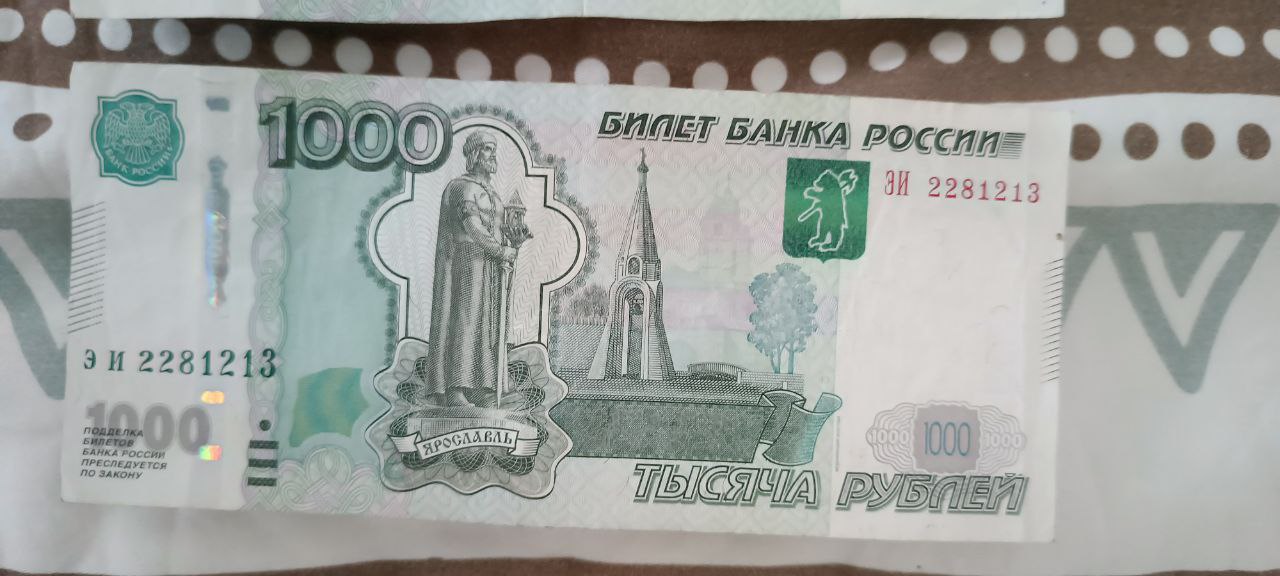 1000
БИЛЕТ БАНКА РОССИИ
БАНК РОССИИ
ЭИ 2281213
ЭИ 2281213
1000
ПОДДЕЛКА
БИЛЕТОВ
БАНКА РОССИИ
ПРЕСЛЕДУЕТСЯ
ПО ЗАКОНУ
ЯРОСЛАВЛЬ
1000 1000 1000
ТЫСЯЧА РУБЛЕЙ